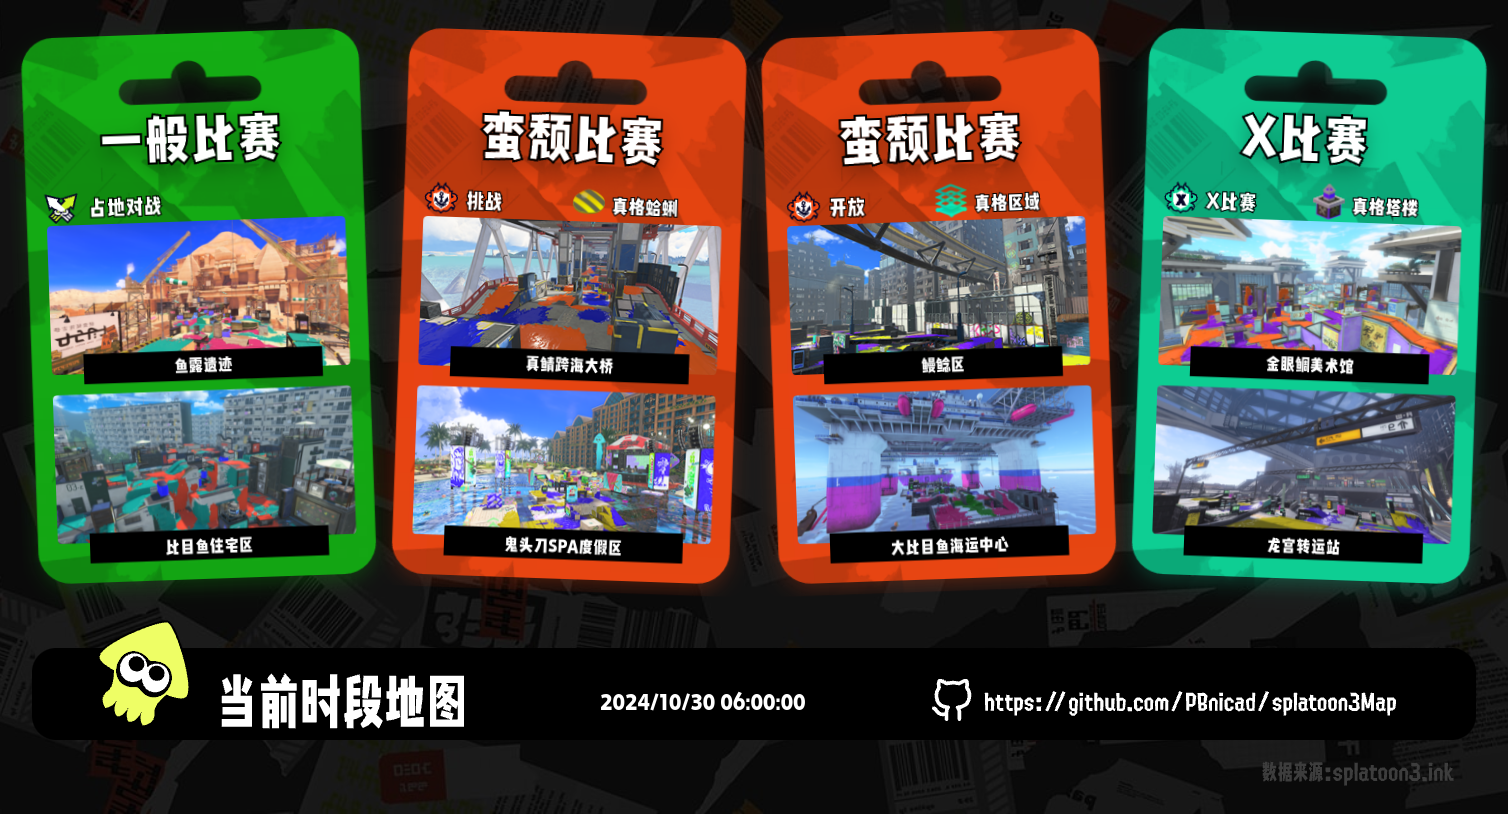 一般比赛
占地对战
鱼露遗迹
比目鱼住宅区
蛮颓比赛
挑战
真格蛤蜊
真鲭跨海大桥
鬼头刀SPA度假区
蛮颓比赛
开放
真格区域
鳗鲶区
大比目鱼海运中心
X比赛
X比赛
真格塔楼
金眼鲷美术馆
龙宫转运站
当前时段地图
2024/10/30 06:00:00
https://github.com/PBnicad/splatoon3Map
数据来源:splatoon3.ink